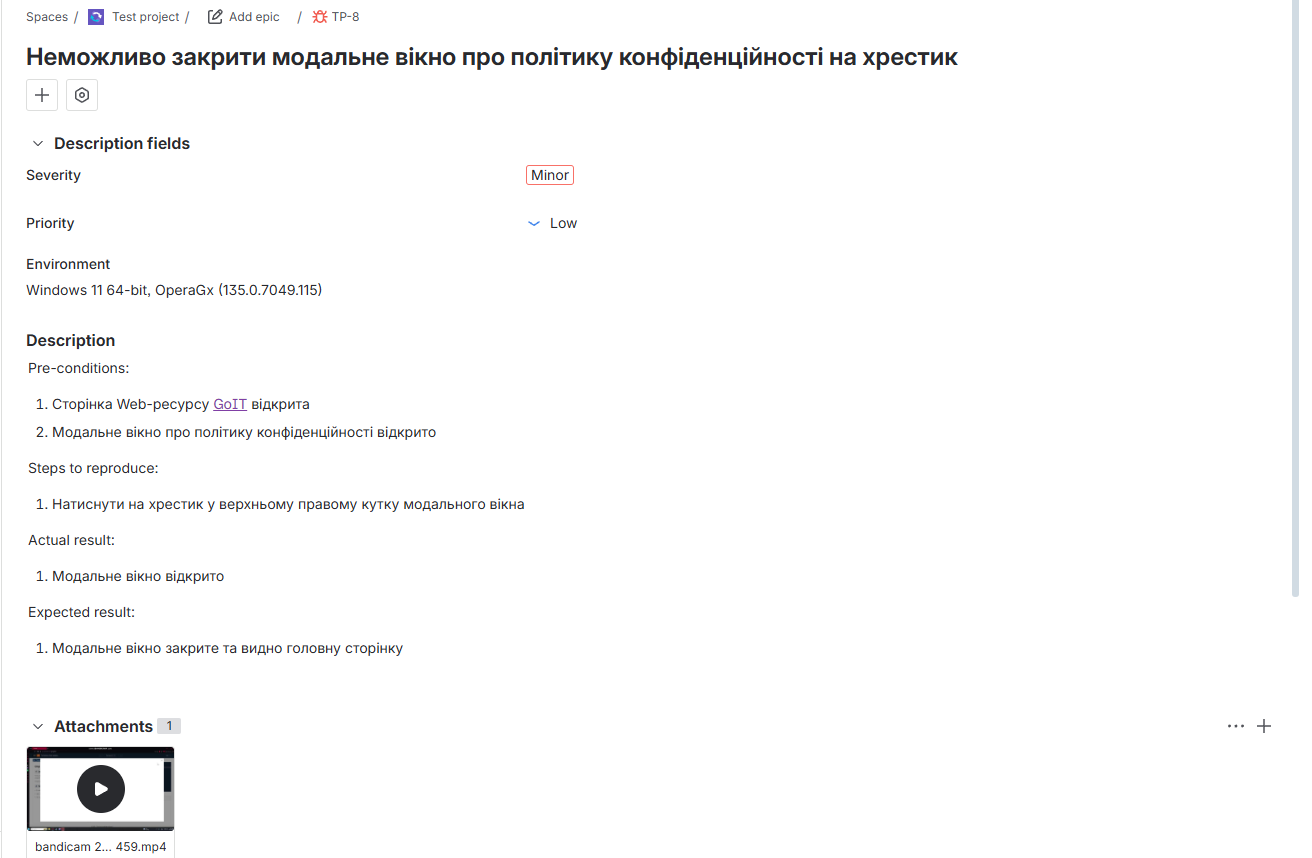 Spaces / Test project / Add epic / TP-8
Неможливо закрити модальне вікно про політику конфіденційності на хрестик
Description fields
Severity Minor
Priority Low
Environment
Windows 11 64-bit, OperaGx (135.0.7049.115)
Description
Pre-conditions:
1. Сторінка Web-ресурсу GoIT відкрита
2. Модальне вікно про політику конфіденційності відкрито
Steps to reproduce:
1. Натиснути на хрестик у верхньому правому кутку модального вікна
Actual result:
1. Модальне вікно відкрито
Expected result:
1. Модальне вікно закрите та видно головну сторінку
Attachments 1
bandicam 2... 459.mp4